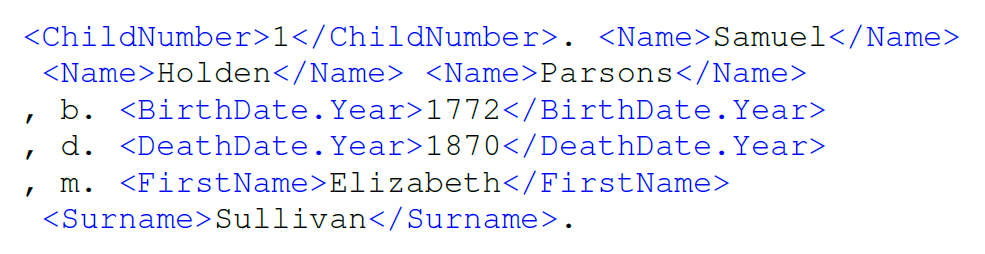 <ChildNumber>1</ChildNumber>. <Name>Samuel</Name>
<Name>Holden</Name> <Name>Parsons</Name>
, b. <BirthDate.Year>1772</BirthDate.Year>
, d. <DeathDate.Year>1870</DeathDate.Year>
, m. <FirstName>Elizabeth</FirstName>
<Surname>Sullivan</Surname>.